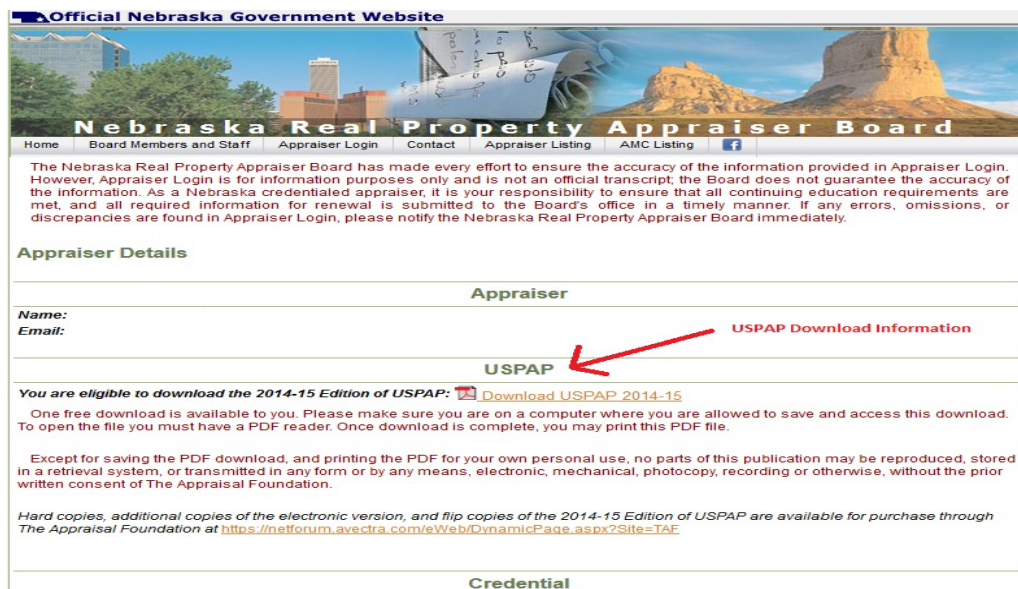 Official Nebraska Government Website
Nebraska Real Property Appraiser Board
Home Board Members and Staff Appraiser Login Contact Appraiser Listing AMC Listing f
The Nebraska Real Property Appraiser Board has made every effort to ensure the accuracy of the information provided in Appraiser Login.
However, Appraiser Login is for information purposes only and is not an official transcript; the Board does not guarantee the accuracy of
the information. As a Nebraska credentialed appraiser, it is your responsibility to ensure that all continuing education requirements are
met, and all required information for renewal is submitted to the Board's office in a timely manner. If any errors, omissions, or
discrepancies are found in Appraiser Login, please notify the Nebraska Real Property Appraiser Board immediately.
Appraiser Details
Appraiser
Name:
Email:
USPAP Download Information
USPAP
You are eligible to download the 2014-15 Edition of USPAP: Download USPAP 2014-15
One free download is available to you. Please make sure you are on a computer where you are allowed to save and access this download.
To open the file you must have a PDF reader. Once download is complete, you may print this PDF file.
Except for saving the PDF download, and printing the PDF for your own personal use, no parts of this publication may be reproduced, stored
in a retrieval system, or transmitted in any form or by any means, electronic, mechanical, photocopy, recording or otherwise, without the prior
written consent of The Appraisal Foundation.
Hard copies, additional copies of the electronic version, and flip copies of the 2014-15 Edition of USPAP are available for purchase through
The Appraisal Foundation at https://netforum.avectra.com/eWeb/DynamicPage.aspx?Site=TAF
Credential